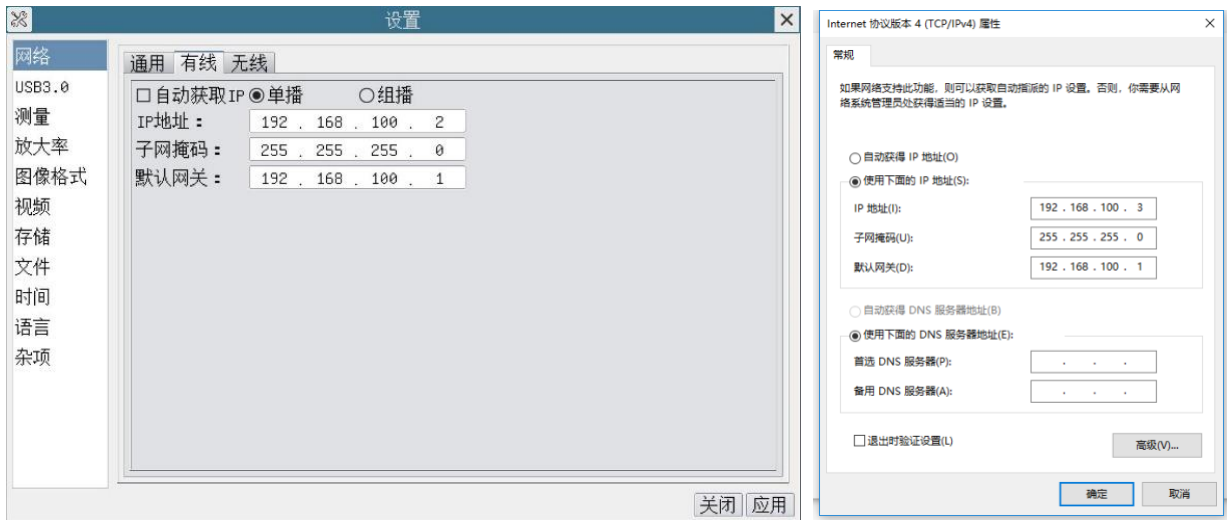 设置
网络
USB3.0
测量
放大率
图像格式
视频
存储
文件
时间
语言
杂项
通用 有线 无线
自动获取IP 单播 组播
IP地址： 192 . 168 . 100 . 2
子网掩码： 255 . 255 . 255 . 0
默认网关： 192 . 168 . 100 . 1
关闭 应用
Internet 协议版本 4 (TCP/IPv4) 属性
常规
如果网络支持此功能，则可以获取自动指派的 IP 设置。否则，你需要从网
络系统管理员处获得适当的 IP 设置。
自动获得 IP 地址(O)
使用下面的 IP 地址(S):
IP 地址(I): 192 . 168 . 100 . 3
子网掩码(U): 255 . 255 . 255 . 0
默认网关(D): 192 . 168 . 100 . 1
自动获得 DNS 服务器地址(B)
使用下面的 DNS 服务器地址(E):
首选 DNS 服务器(P): . . .
备用 DNS 服务器(A): . . .
退出时验证设置(L)
高级(V)...
确定 取消